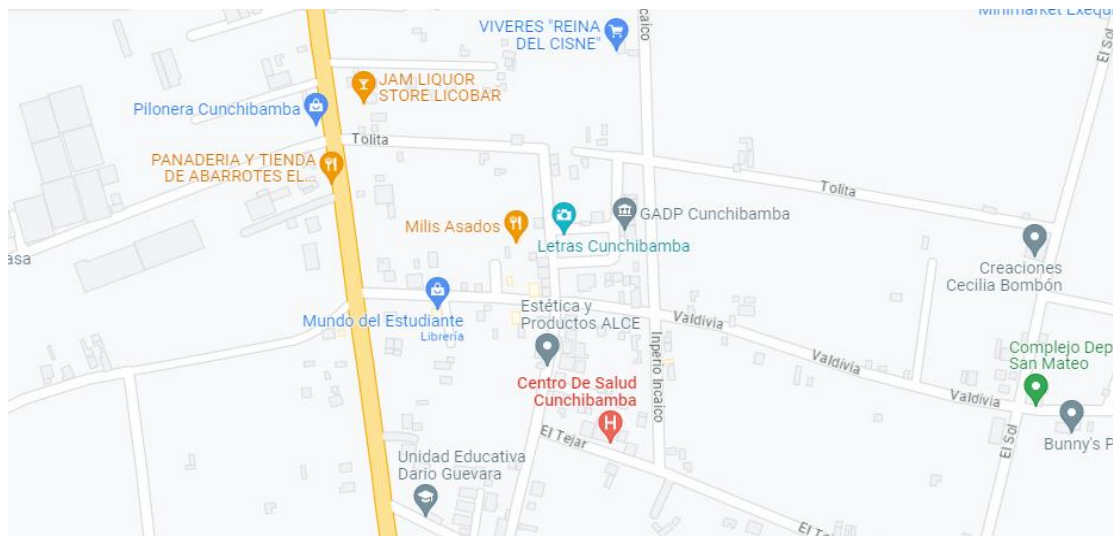 Minimarket Exequi
VIVERES "REINA
DEL CISNE"
Incaico
El Sol
JAM LIQUOR
STORE LICOBAR
Pilonera Cunchibamba
Tolita
PANADERIA Y TIENDA
DE ABARROTES EL...
Tolita
Milis Asados
GADP Cunchibamba
Letras Cunchibamba
asa
Creaciones
Cecilia Bombón
Mundo del Estudiante
Librería
Estética y
Productos ALCE
Valdivia
Inperio Incaico
Valdivia
Complejo Dep
San Mateo
Valdivia
Centro De Salud
Cunchibamba
H
El Tejar
El Sol
Bunny's P
Unidad Educativa
Dario Guevara
El Te